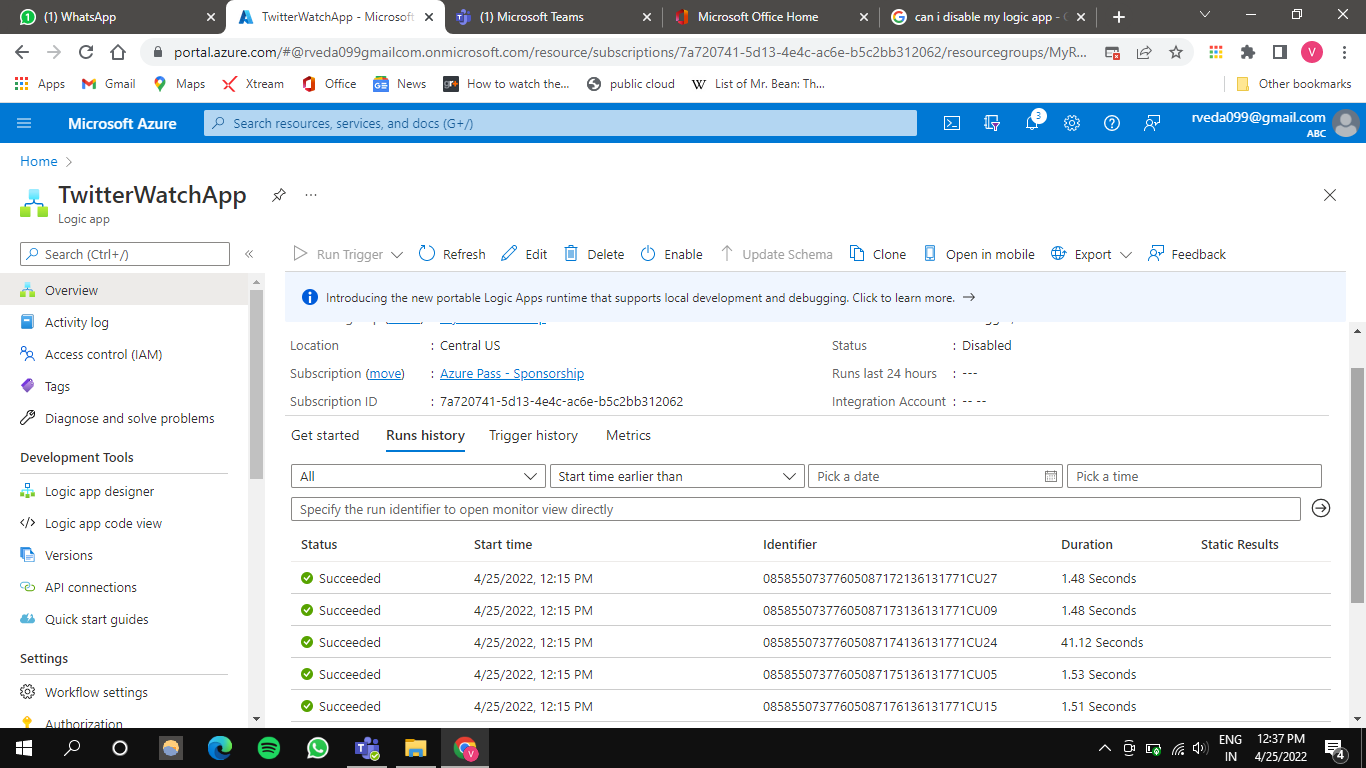 (1) WhatsApp
TwitterWatchApp - Microsoft
(1) Microsoft Teams
Microsoft Office Home
can i disable my logic app -
portal.azure.com/#@rveda099gmailcom.onmicrosoft.com/resource/subscriptions/7a720741-5d13-4e4c-ac6e-b5c2bb312062/resourcegroups/MyR...
V
Apps
Gmail
Maps
Xtream
Office
News
How to watch the...
public cloud
List of Mr. Bean: Th...
Other bookmarks
Microsoft Azure
Search resources, services, and docs (G+/)
3
rveda099@gmail.com
ABC
Home
TwitterWatchApp
Logic app
Search (Ctrl+/)
Run Trigger
Refresh
Edit
Delete
Enable
Update Schema
Clone
Open in mobile
Export
Feedback
Overview
Activity log
Access control (IAM)
Tags
Diagnose and solve problems
Development Tools
Logic app designer
Logic app code view
Versions
API connections
Quick start guides
Settings
Workflow settings
Authorization
Introducing the new portable Logic Apps runtime that supports local development and debugging. Click to learn more.
Location : Central US
Status : Disabled
Subscription (move) : Azure Pass - Sponsorship
Runs last 24 hours : ---
Subscription ID : 7a720741-5d13-4e4c-ac6e-b5c2bb312062
Integration Account : -- --
Get started
Runs history
Trigger history
Metrics
All
Start time earlier than
Pick a date
Pick a time
Specify the run identifier to open monitor view directly
Status Start time Identifier Duration Static Results
Succeeded 4/25/2022, 12:15 PM 08585507377605087172136131771CU27 1.48 Seconds
Succeeded 4/25/2022, 12:15 PM 08585507377605087173136131771CU09 1.48 Seconds
Succeeded 4/25/2022, 12:15 PM 08585507377605087174136131771CU24 41.12 Seconds
Succeeded 4/25/2022, 12:15 PM 08585507377605087175136131771CU05 1.53 Seconds
Succeeded 4/25/2022, 12:15 PM 08585507377605087176136131771CU15 1.51 Seconds
ENG
IN
12:37 PM
4/25/2022
4